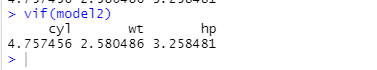 > vif(model2)
cyl wt hp
4.757456 2.580486 3.258481
>